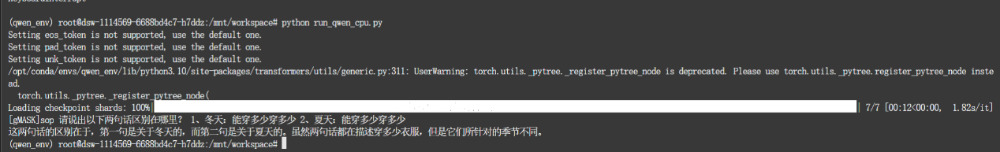 (qwen_env) root@dsw-1114569-6688bd4c7-h7ddz:/mnt/workspace# python run_qwen_cpu.py
Setting eos_token is not supported, use the default one.
Setting pad_token is not supported, use the default one.
Setting unk_token is not supported, use the default one.
/opt/conda/envs/qwen_env/lib/python3.10/site-packages/transformers/utils/generic.py:311: UserWarning: torch.utils._pytree._register_pytree_node is deprecated. Please use torch.utils._pytree.register_pytree_node inste
ad.
  torch.utils._pytree._register_pytree_node(
Loading checkpoint shards: 100%| | 7/7 [00:12<00:00, 1.82s/it]
[gMASK]sop 请说出以下两句话区别在哪里? 1、冬天:能穿多少穿多少 2、夏天:能穿多少穿多少
这两句话的区别在于,第一句是关于冬天的,而第二句是关于夏天的。虽然两句话都在描述穿多少衣服,但是它们所针对的季节不同。
(qwen_env) root@dsw-1114569-6688bd4c7-h7ddz:/mnt/workspace#